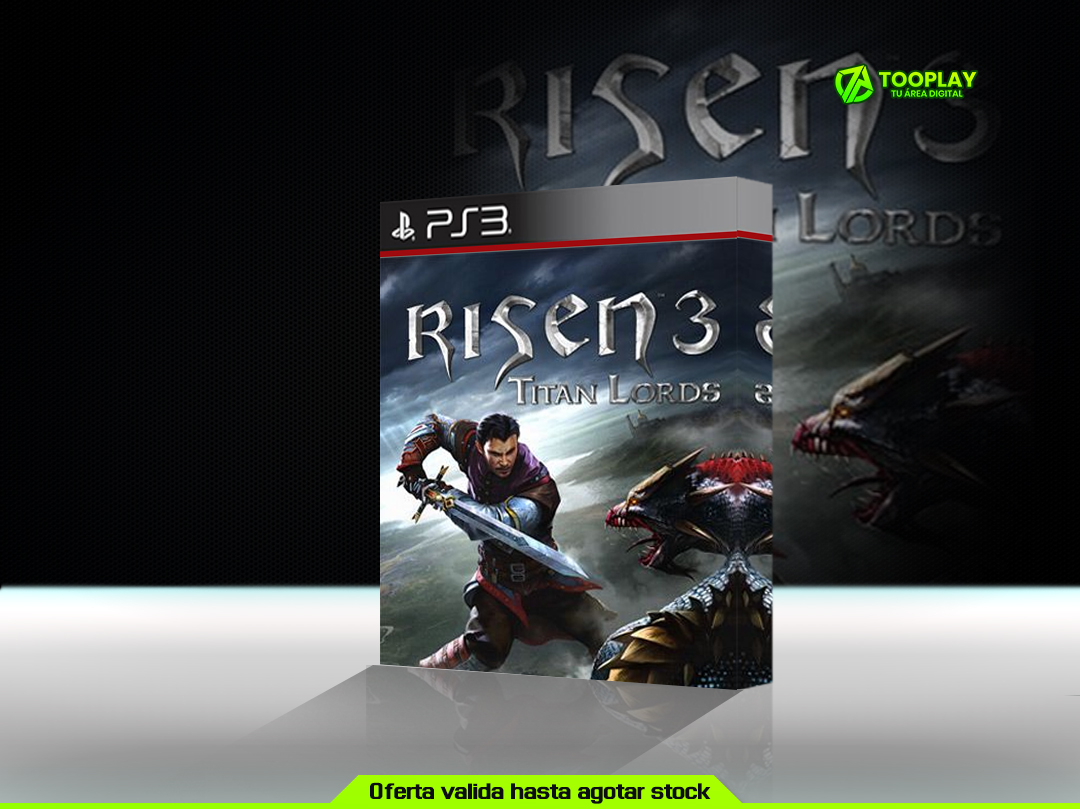 RISEN 3
TITAN LORDS
TOOPLAY
TU ÁREA DIGITAL
PS3
RISEN 3
TITAN LORDS
Oferta valida hasta agotar stock